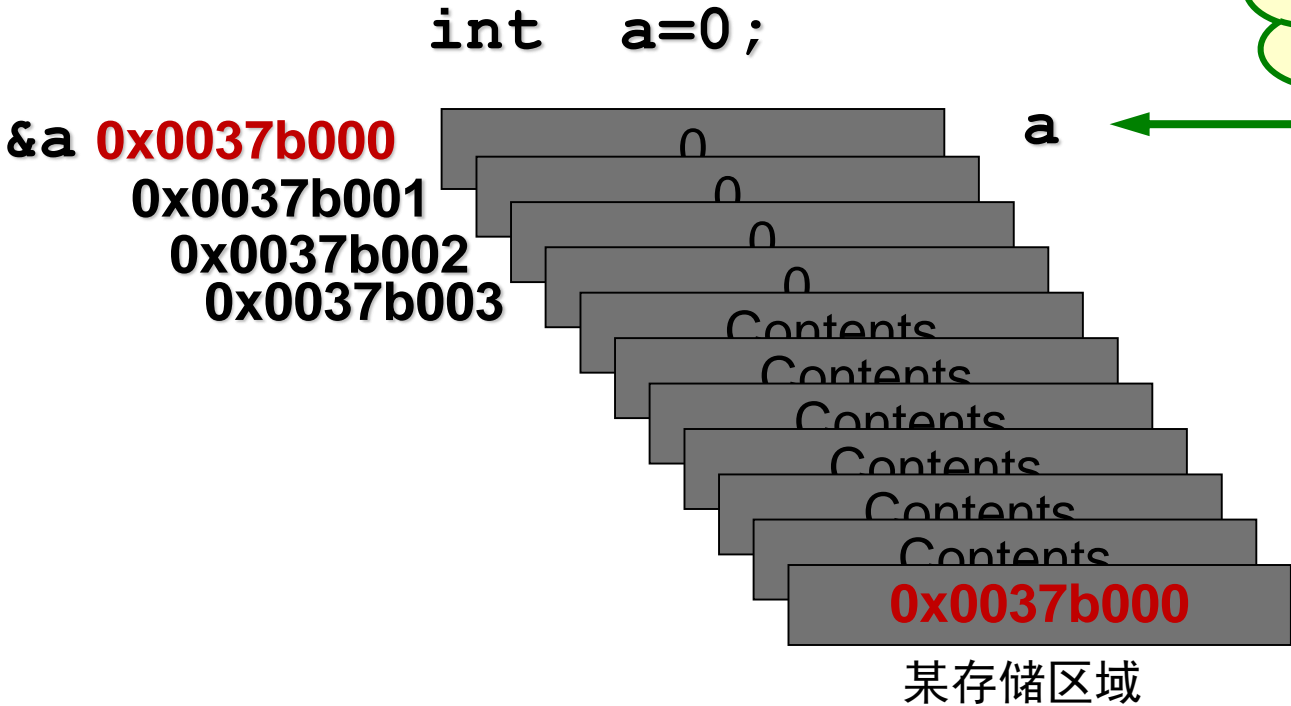 int a=0;
&a 0x0037b000
0
a
0x0037b001
0
0x0037b002
0
0x0037b003
0
Contents
Contents
Contents
Contents
Contents
Contents
0x0037b000
某存储区域